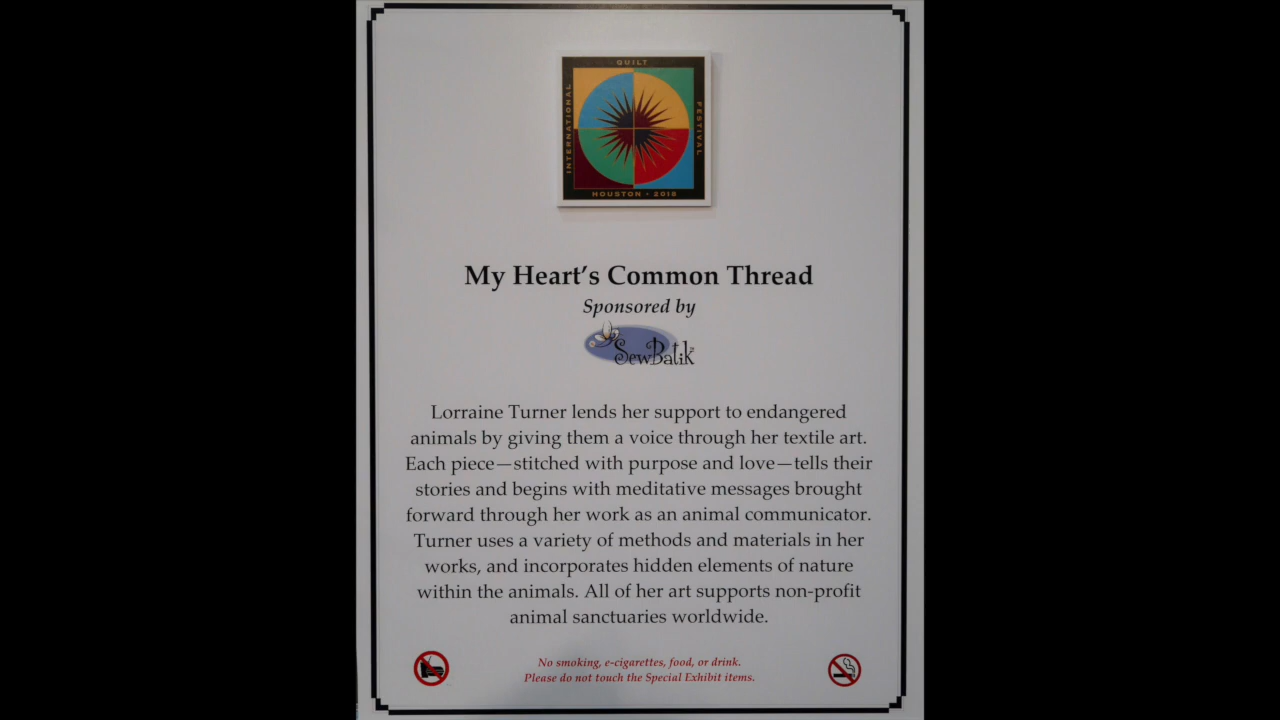 QUILT
INTERNATIONAL
FESTIVAL
HOUSTON • 2018
My Heart's Common Thread
Sponsored by
SewBatik
Lorraine Turner lends her support to endangered
animals by giving them a voice through her textile art.
Each piece—stitched with purpose and love—tells their
stories and begins with meditative messages brought
forward through her work as an animal communicator.
Turner uses a variety of methods and materials in her
works, and incorporates hidden elements of nature
within the animals. All of her art supports non-profit
animal sanctuaries worldwide.
No smoking, e-cigarettes, food, or drink.
Please do not touch the Special Exhibit items.